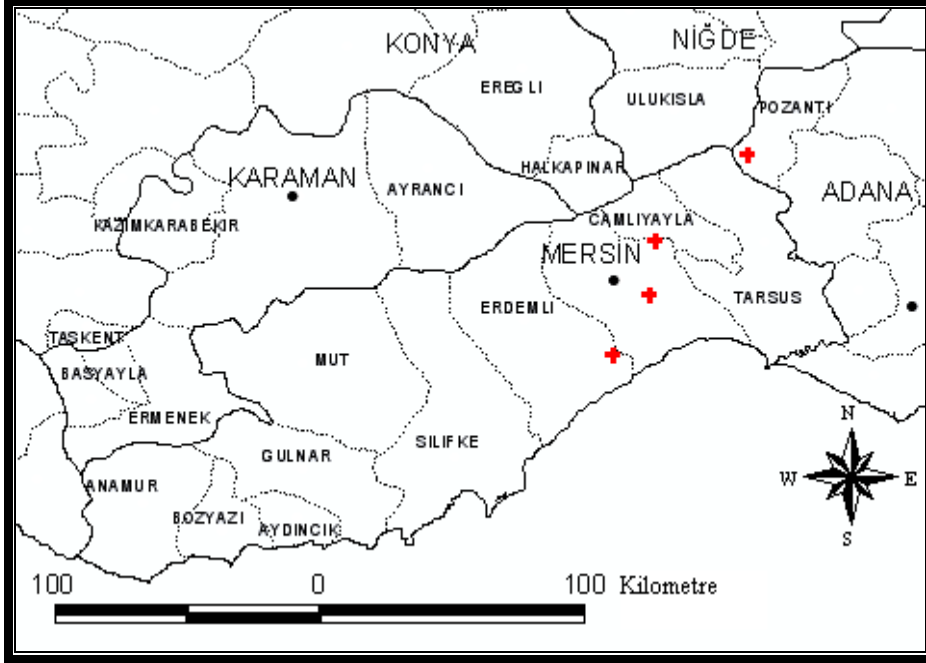 KONYA
NİĞDE
EREGLI
ULUKISLA
POZANTI
HALKAPINAR
KARAMAN
AYRANCI
ADANA
KAZIMKARABEKIR
CAMLIYAYLA
MERSİN
ERDEMLI
TARSUS
TASKENT
MUT
BASYAYLA
ERMENEK
SILIFKE
GULNAR
N
ANAMUR
W
E
BOZYAZI
AYDINCIK
S
100 0 100 Kilometre